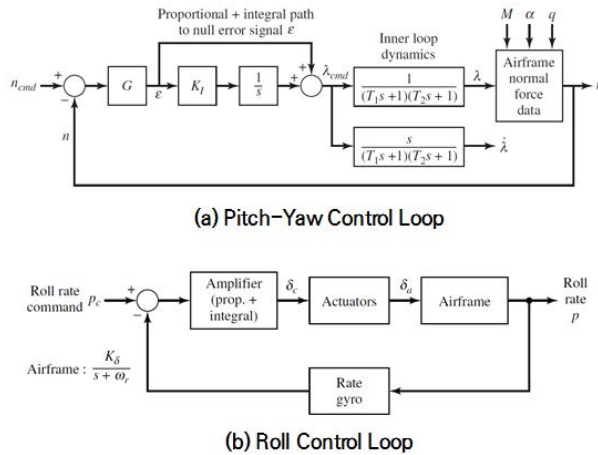 Proportional + integral path
to null error signal ε
Inner loop
dynamics
M α q
n_cmd + − G ε K_I 1/s + + λ̇_cmd 1/((T₁s +1)(T₂s + 1)) λ
Airframe
normal
force
data
n
s/((T₁s +1)(T₂s + 1)) λ̇
(a) Pitch-Yaw Control Loop
Roll rate
command p_c
+
−
Amplifier
(prop. +
integral)
δ_c
Actuators
δ_a
Airframe
Roll
rate
p
Airframe : K_δ/(s + ω_r)
Rate
gyro
(b) Roll Control Loop